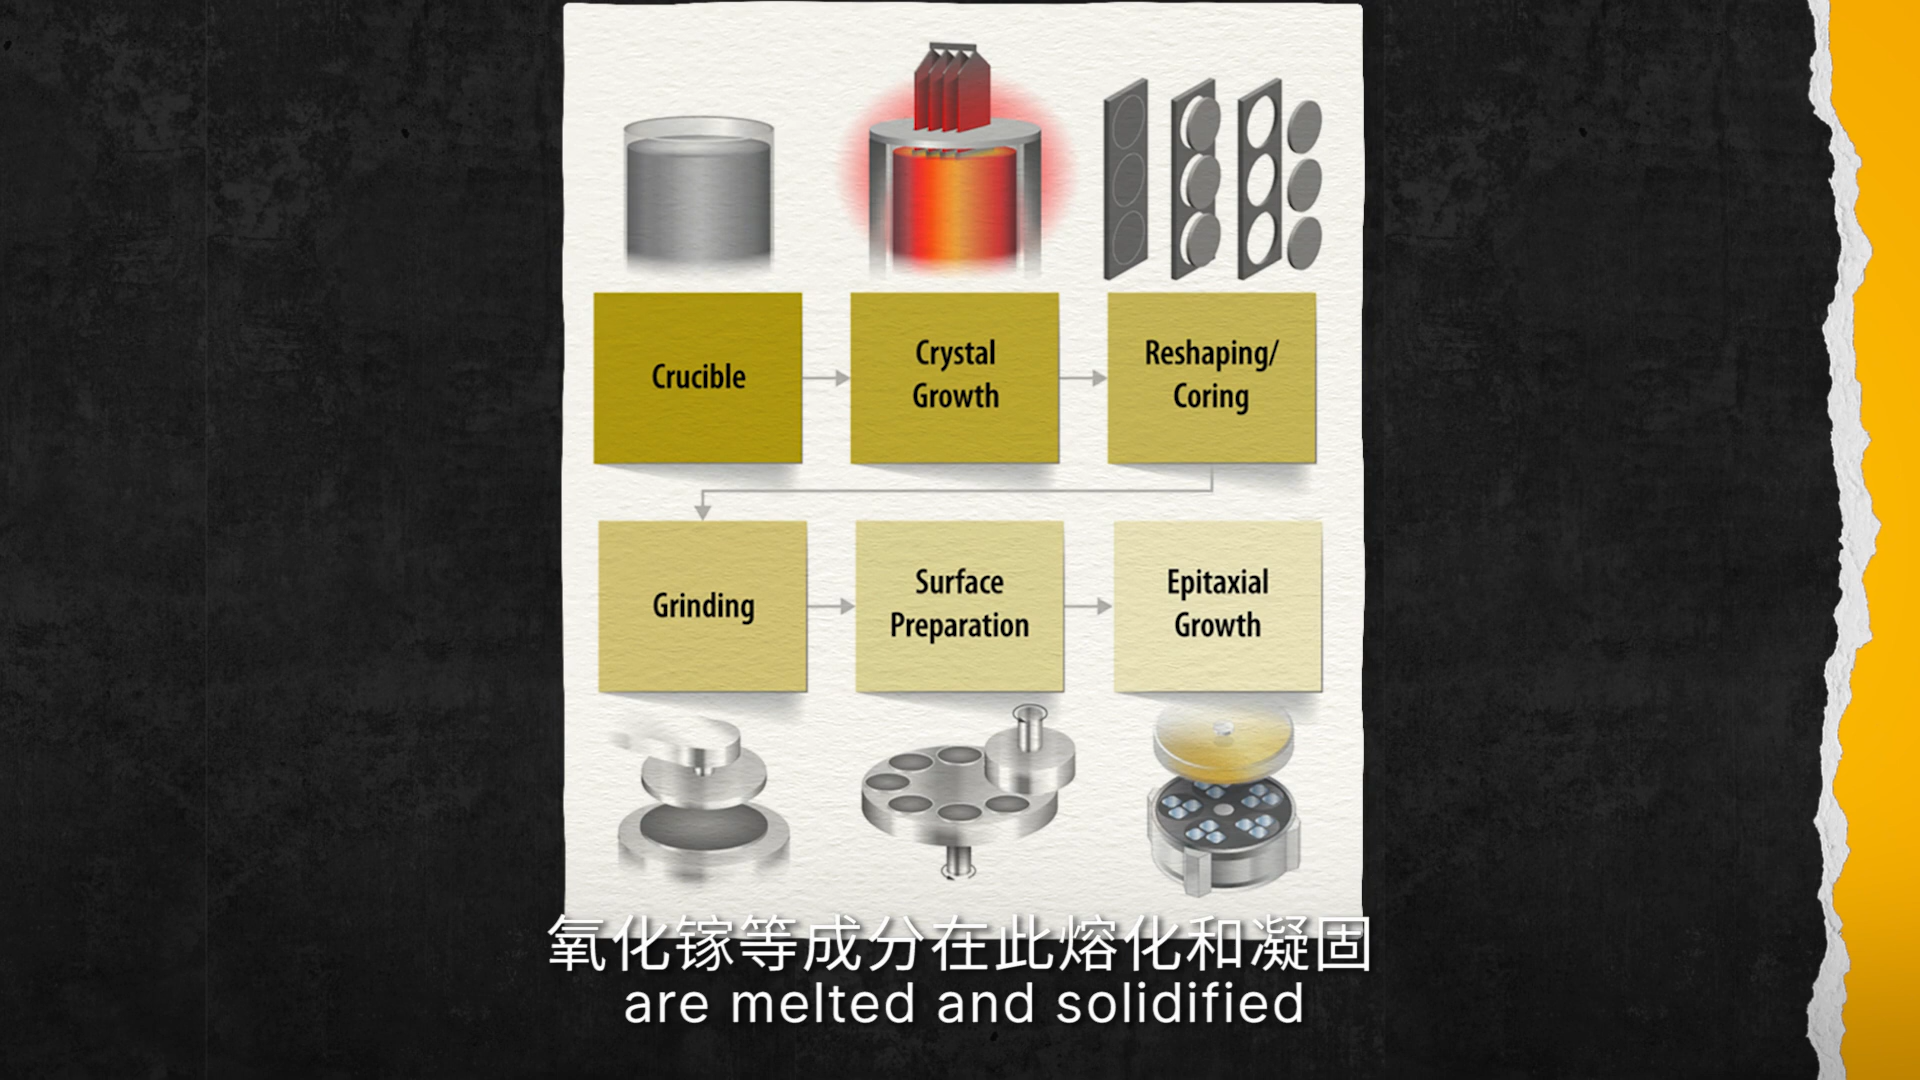 Crucible
Crystal
Growth
Reshaping/
Coring
Grinding
Surface
Preparation
Epitaxial
Growth
氧化镓等成分在此熔化和凝固
are melted and solidified